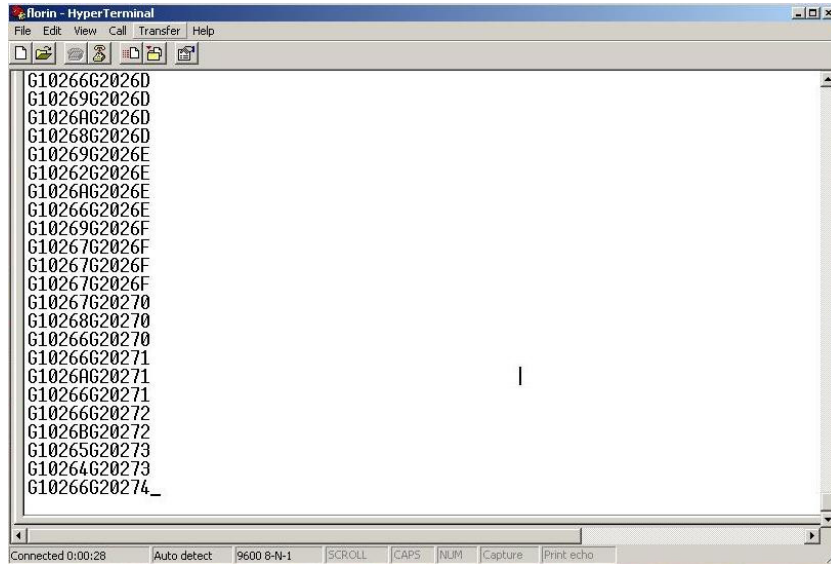 florin - HyperTerminal
File Edit View Call Transfer Help
G10266G2026D
G10269G2026D
G1026AG2026D
G10268G2026D
G10269G2026E
G10262G2026E
G1026AG2026E
G10266G2026E
G10269G2026F
G10267G2026F
G10267G2026F
G10267G2026F
G10267G20270
G10268G20270
G10266G20270
G10266G20271
G1026AG20271
G10266G20271
G10266G20272
G1026BG20272
G10265G20273
G10264G20273
G10266G20274_
Connected 0:00:28 Auto detect 9600 8-N-1 SCROLL CAPS NUM Capture Print echo